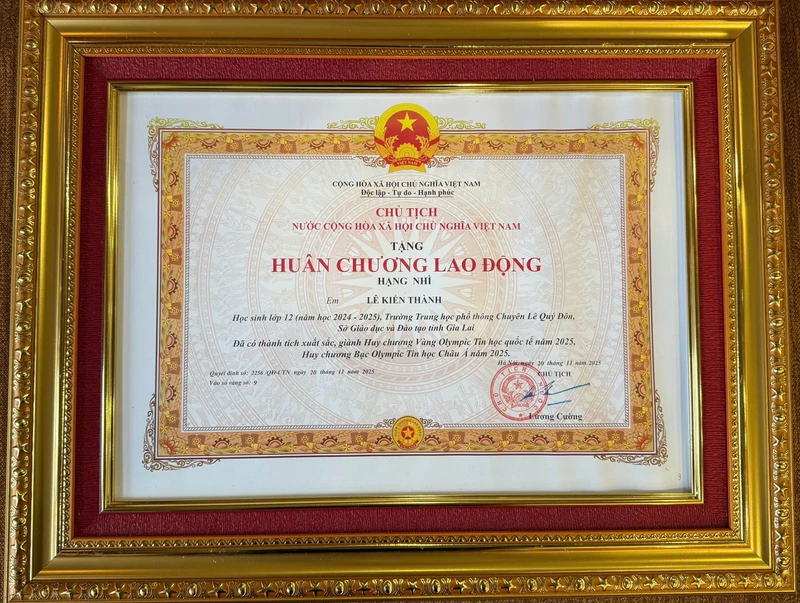 VIỆT NAM
CỘNG HÒA XÃ HỘI CHỦ NGHĨA VIỆT NAM
Độc lập - Tự do - Hạnh phúc
CHỦ TỊCH
NƯỚC CỘNG HÒA XÃ HỘI CHỦ NGHĨA VIỆT NAM
TẶNG
HUÂN CHƯƠNG LAO ĐỘNG
HẠNG NHÌ
Em LÊ KIẾN THÀNH
Học sinh lớp 12 (năm học 2024 - 2025), Trường Trung học phổ thông Chuyên Lê Quý Đôn,
Sở Giáo dục và Đào tạo tỉnh Gia Lai
Đã có thành tích xuất sắc, giành Huy chương Vàng Olympic Tin học quốc tế năm 2025,
Huy chương Bạc Olympic Tin học Châu Á năm 2025.
Hà Nội, ngày 20 tháng 11 năm 2025
Quyết định số: 2256 /QĐ-CTN ngày 20 tháng 11 năm 2025
CHỦ TỊCH
Vào sổ vàng số: 9
Lương Cường